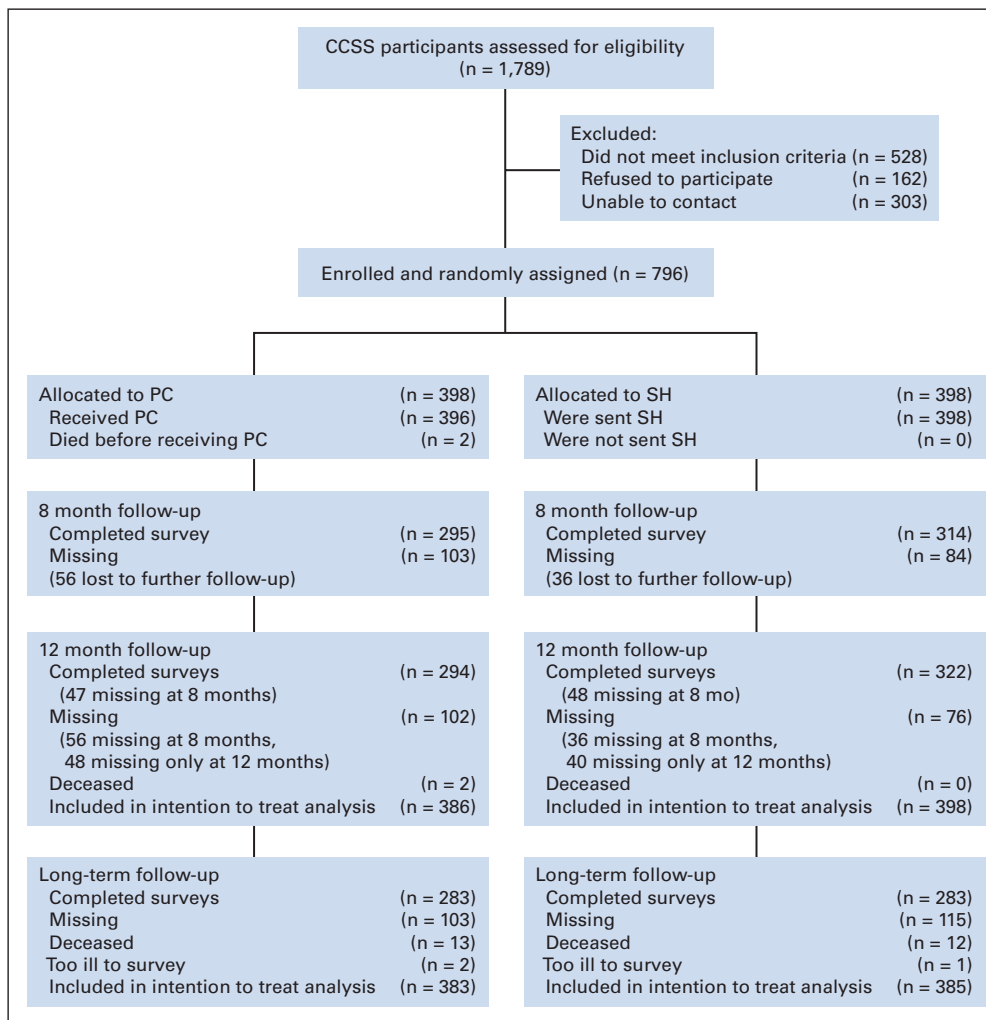 CCSS participants assessed for eligibility
(n = 1,789)
Excluded:
Did not meet inclusion criteria (n = 528)
Refused to participate (n = 162)
Unable to contact (n = 303)
Enrolled and randomly assigned (n = 796)
Allocated to PC (n = 398)
Received PC (n = 396)
Died before receiving PC (n = 2)
Allocated to SH (n = 398)
Were sent SH (n = 398)
Were not sent SH (n = 0)
8 month follow-up
Completed survey (n = 295)
Missing (n = 103)
(56 lost to further follow-up)
8 month follow-up
Completed survey (n = 314)
Missing (n = 84)
(36 lost to further follow-up)
12 month follow-up
Completed surveys (n = 294)
(47 missing at 8 months)
Missing (n = 102)
(56 missing at 8 months,
48 missing only at 12 months)
Deceased (n = 2)
Included in intention to treat analysis (n = 386)
12 month follow-up
Completed surveys (n = 322)
(48 missing at 8 mo)
Missing (n = 76)
(36 missing at 8 months,
40 missing only at 12 months)
Deceased (n = 0)
Included in intention to treat analysis (n = 398)
Long-term follow-up
Completed surveys (n = 283)
Missing (n = 103)
Deceased (n = 13)
Too ill to survey (n = 2)
Included in intention to treat analysis (n = 383)
Long-term follow-up
Completed surveys (n = 283)
Missing (n = 115)
Deceased (n = 12)
Too ill to survey (n = 1)
Included in intention to treat analysis (n = 385)